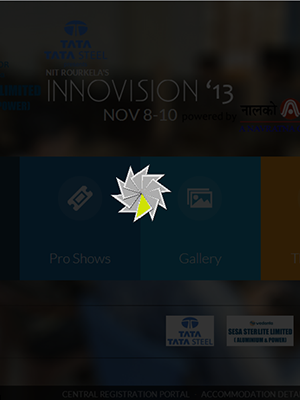 TATA
TATA STEEL
NIT ROURKELA'S
INNOVISION '13
NOV 8-10 powered by नालको
Pro Shows
Gallery
TATA
TATA STEEL
SESA STERLITE LIMITED
( ALUMINIUM & POWER)
CENTRAL REGISTRATION PORTAL
ACCOMMODATION DETAI